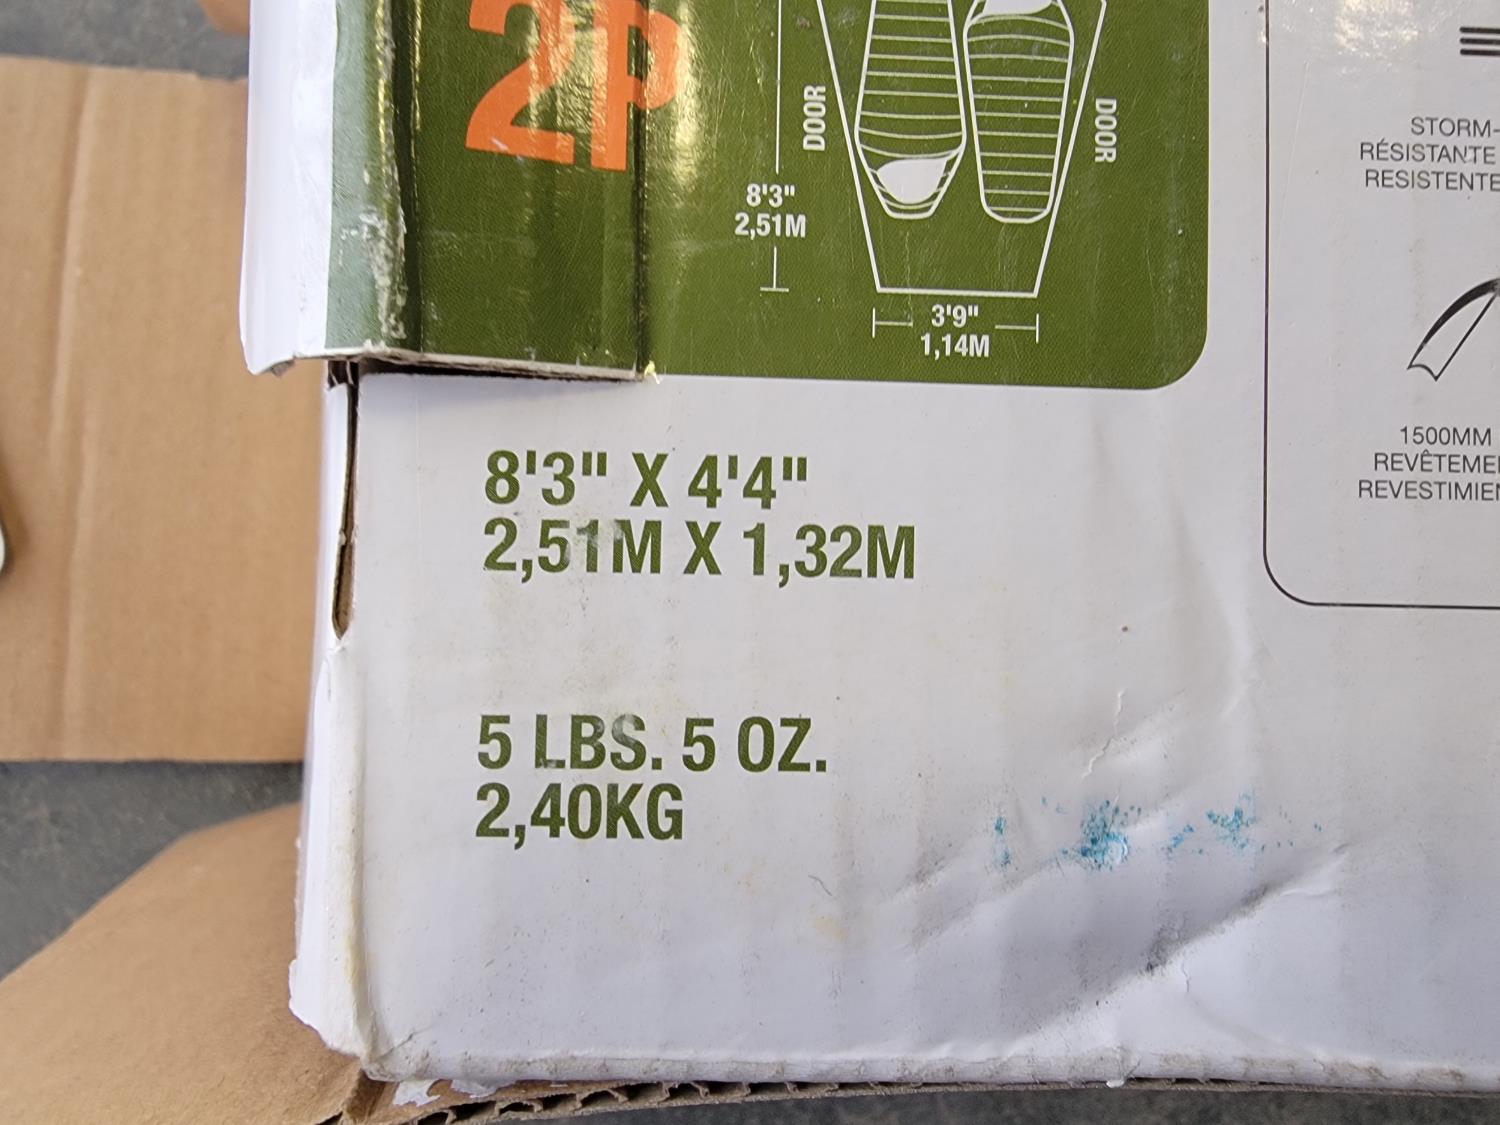 2P
DOOR
DOOR
8'3"
2,51M
3'9"
1,14M
8'3" X 4'4"
2,51M X 1,32M
5 LBS. 5 OZ.
2,40KG
STORM-
RÉSISTANTE
RESISTENTE
1500MM